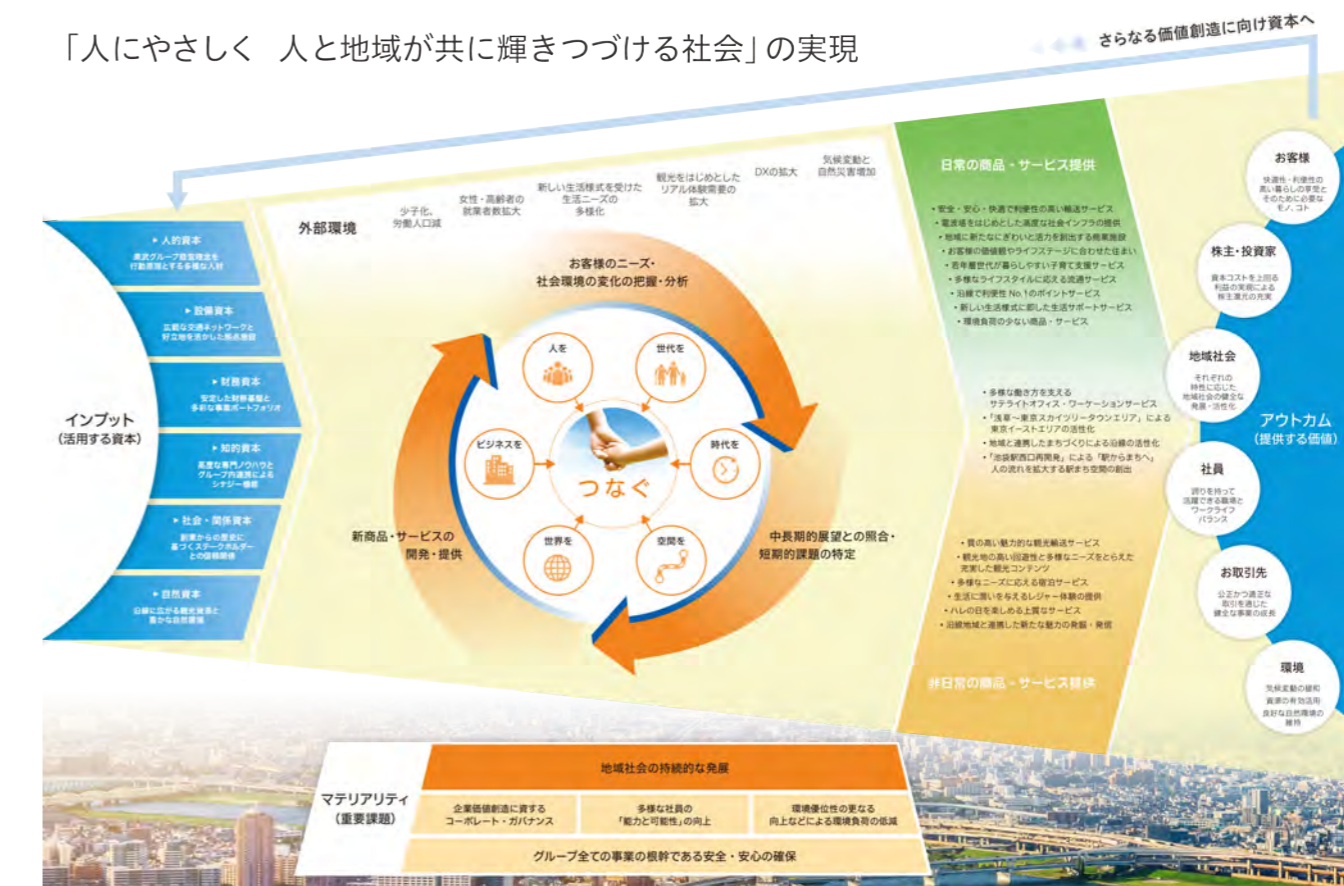 「人にやさしく 人と地域が共に輝きつづける社会」の実現
さらなる価値創造に向け資本へ
インプット
(活用する資本)
▶ 人的資本
東武グループ経営理念を
行動原理とする多様な人材
▶ 設備資本
広範な交通ネットワークと
好立地を活かした拠点施設
▶ 財務資本
安定した財務基盤と
多彩な事業ポートフォリオ
▶ 知的資本
高度な専門ノウハウと
グループ内連携による
シナジー機能
▶ 社会・関係資本
創業からの歴史に
基づくステークホルダー
との信頼関係
▶ 自然資本
沿線に広がる観光資源と
豊かな自然環境
外部環境
少子化、
労働人口減
女性・高齢者の
就業者数拡大
新しい生活様式を受けた
生活ニーズの
多様化
観光をはじめとした
リアル体験需要の
拡大
DXの拡大
気候変動と
自然災害増加
お客様のニーズ・
社会環境の変化の把握・分析
中長期的展望との照合・
短期的課題の特定
新商品・サービスの
開発・提供
人を
世代を
ビジネスを
時代を
つなぐ
世界を
空間を
日常の商品・サービス提供
• 安全・安心・快適で利便性の高い輸送サービス
• 電波塔をはじめとした高度な社会インフラの提供
• 地域に新たなにぎわいと活力を創出する商業施設
• お客様の価値観やライフステージに合わせた住まい
• 若年層世代が暮らしやすい子育て支援サービス
• 多様なライフスタイルに応える流通サービス
• 沿線で利便性 No.1のポイントサービス
• 新しい生活様式に即した生活サポートサービス
• 環境負荷の少ない商品・サービス
• 多様な働き方を支える
サテライトオフィス・ワーケーションサービス
• 「浅草〜東京スカイツリータウンエリア」による
東京イーストエリアの活性化
• 地域と連携したまちづくりによる沿線の活性化
• 「池袋駅西口再開発」による「駅からまちへ」
人の流れを拡大する駅まち空間の創出
• 質の高い魅力的な観光輸送サービス
• 観光地の高い回遊性と多様なニーズをとらえた
充実した観光コンテンツ
• 多様なニーズに応える宿泊サービス
• 生活に潤いを与えるレジャー体験の提供
• ハレの日を楽しめる上質なサービス
• 沿線地域と連携した新たな魅力の発掘・発信
非日常の商品・サービス提供
お客様
快適性・利便性の
高い暮らしの享受と
そのために必要な
モノ、コト
株主・投資家
資本コストを上回る
利益の実現による
株主還元の充実
地域社会
それぞれの
特性に応じた
地域社会の健全な
発展・活性化
社員
誇りを持って
活躍できる職場と
ワークライフ
バランス
お取引先
公正かつ適正な
取引を通じた
健全な事業の成長
環境
気候変動の緩和
資源の有効活用
良好な自然環境の
維持
アウトカム
(提供する価値)
マテリアリティ
(重要課題)
地域社会の持続的な発展
企業価値創造に資する
コーポレート・ガバナンス
多様な社員の
「能力と可能性」の向上
環境優位性の更なる
向上などによる環境負荷の低減
グループ全ての事業の根幹である安全・安心の確保